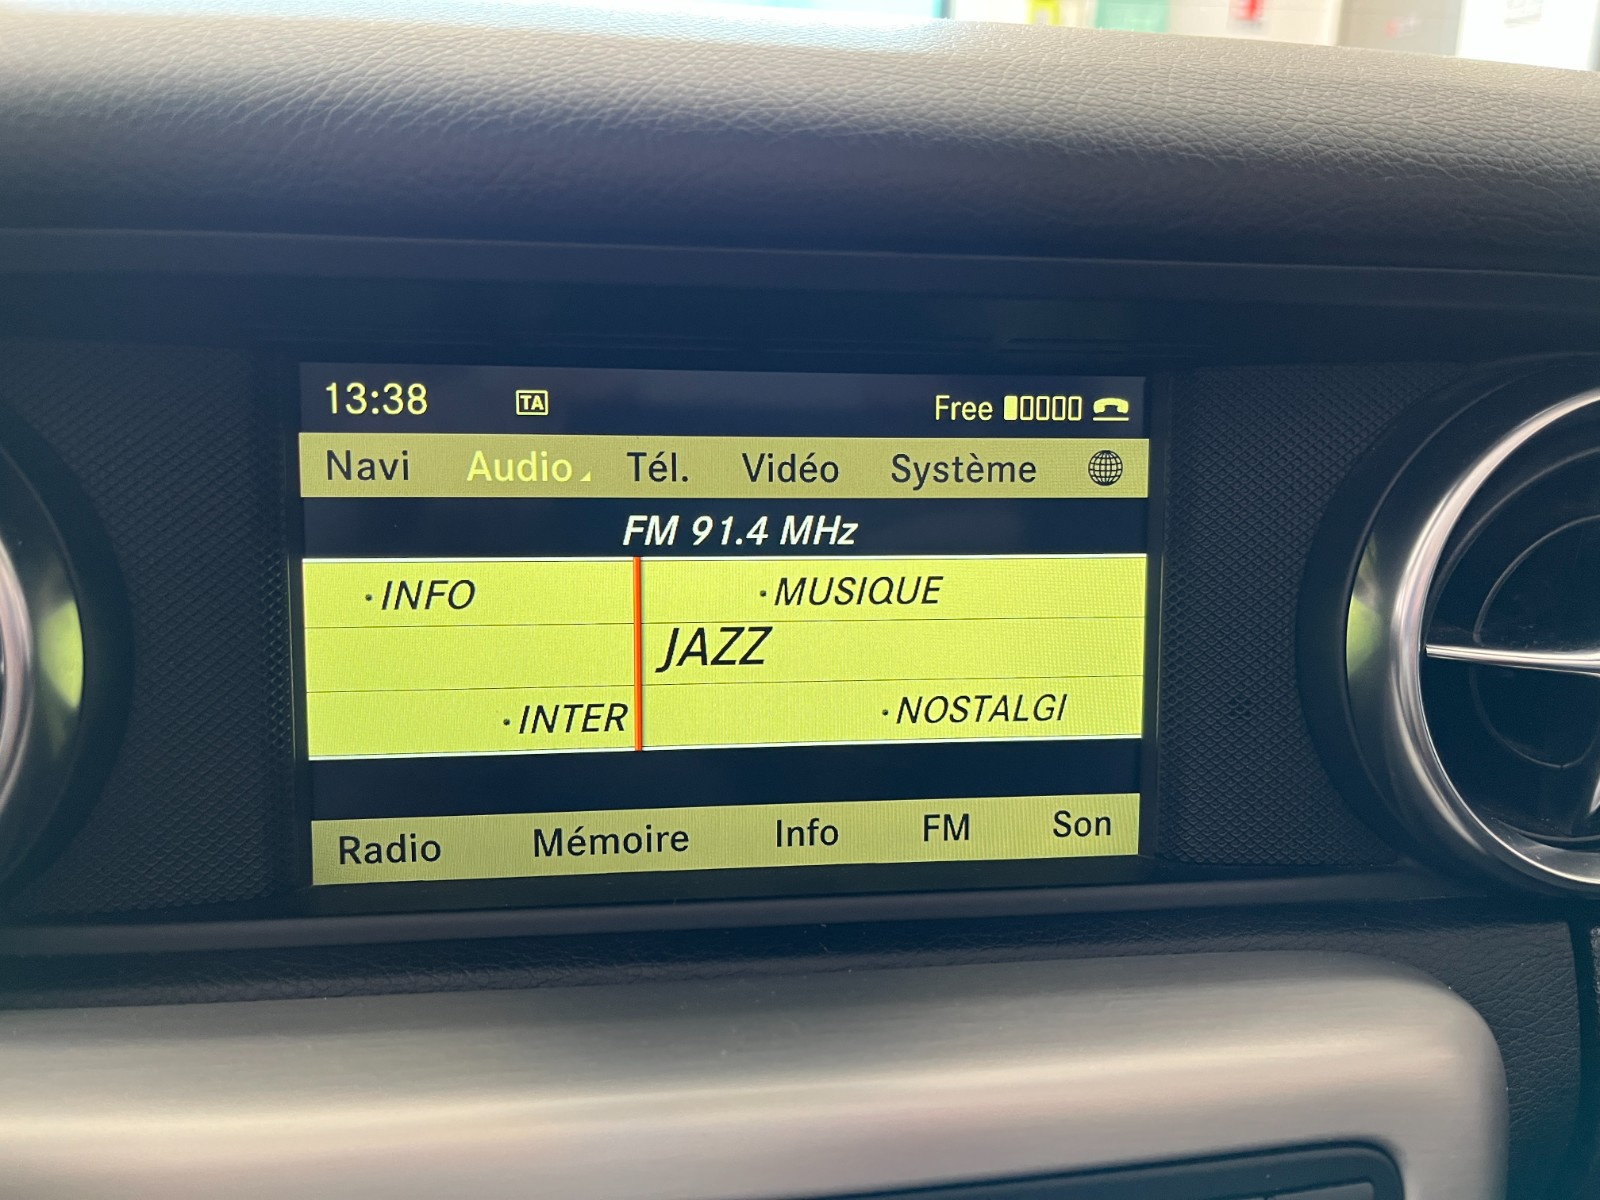 13:38 TA Free
Navi Audio Tél. Vidéo Système
FM 91.4 MHz
·INFO ·MUSIQUE
JAZZ
·INTER ·NOSTALGI
Radio Mémoire Info FM Son